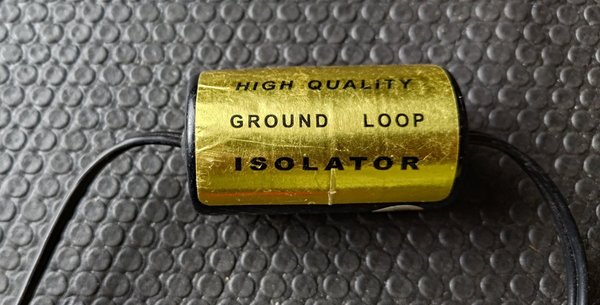 HIGH QUALITY
GROUND LOOP
ISOLATOR